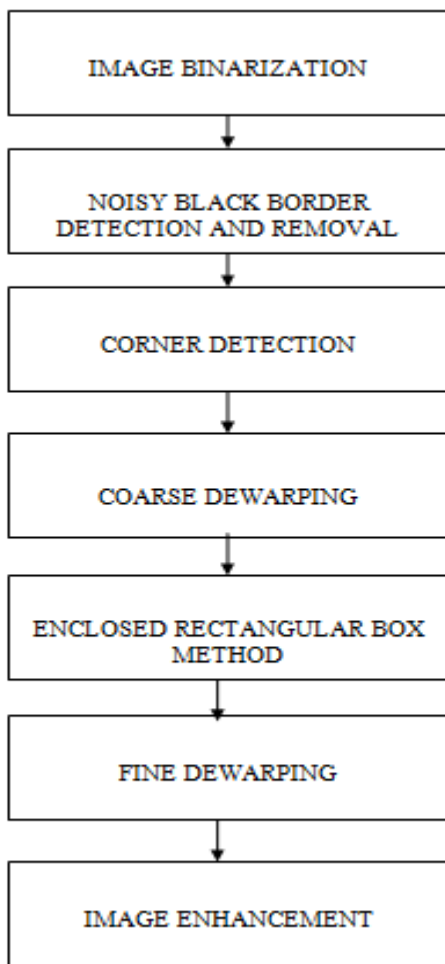 IMAGE BINARIZATION
NOISY BLACK BORDER
DETECTION AND REMOVAL
CORNER DETECTION
COARSE DEWARPING
ENCLOSED RECTANGULAR BOX
METHOD
FINE DEWARPING
IMAGE ENHANCEMENT